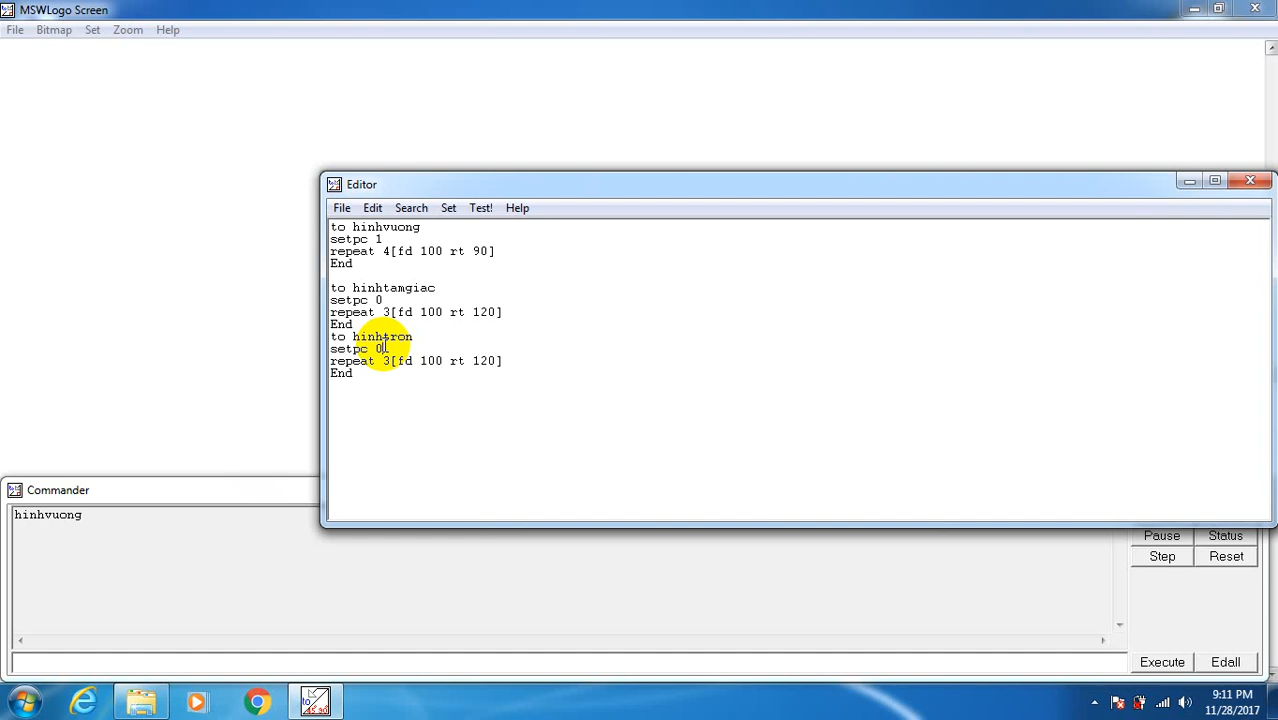 MSWLogo Screen
File Bitmap Set Zoom Help
Editor
File Edit Search Set Test! Help
to hinhvuong
setpc 1
repeat 4[fd 100 rt 90]
End
to hinhtamgiac
setpc 0
repeat 3[fd 100 rt 120]
End
to hinhtron
setpc 0
repeat 3[fd 100 rt 120]
End
Commander
hinhvuong
Pause Status
Step Reset
Execute Edall
9:11 PM
11/28/2017